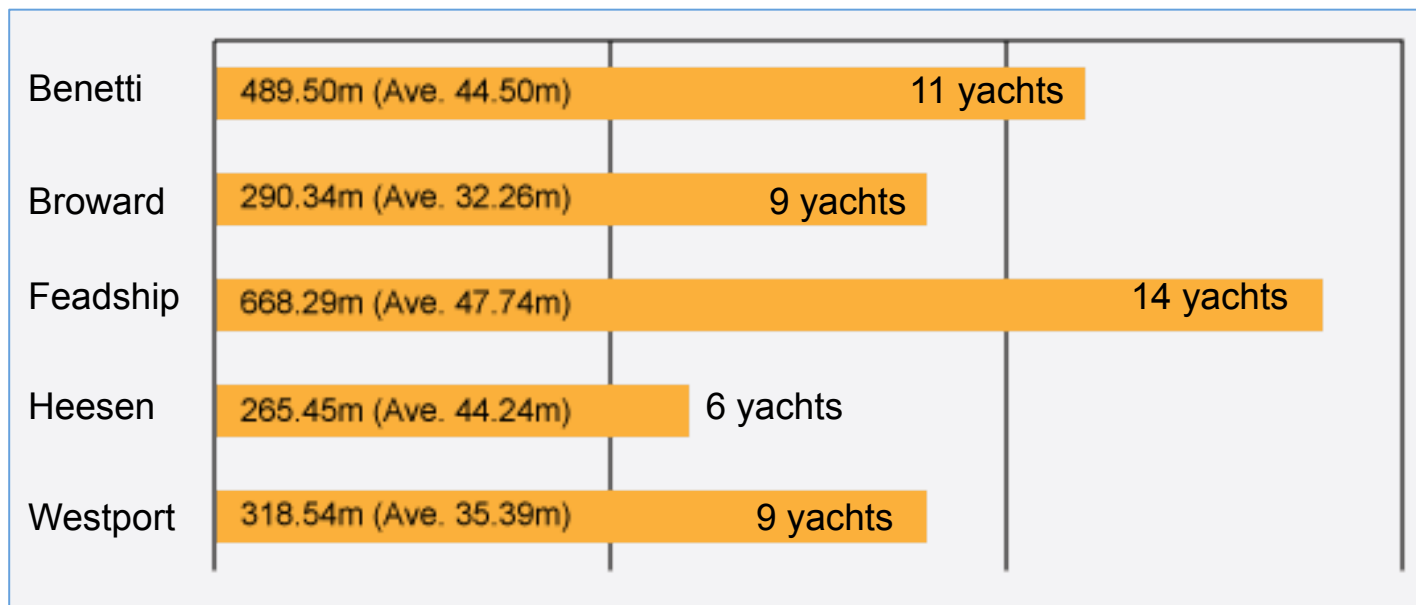 Benetti 489.50m (Ave. 44.50m) 11 yachts
Broward 290.34m (Ave. 32.26m) 9 yachts
Feadship 668.29m (Ave. 47.74m) 14 yachts
Heesen 265.45m (Ave. 44.24m) 6 yachts
Westport 318.54m (Ave. 35.39m) 9 yachts